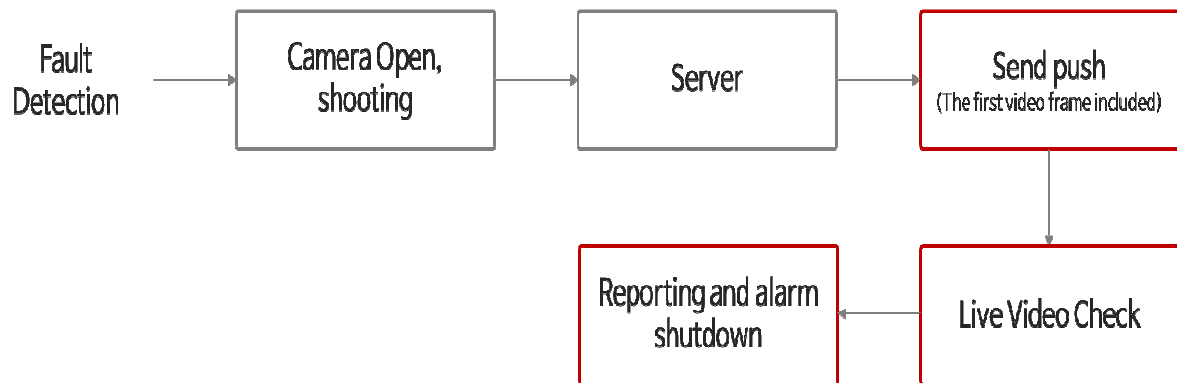 Fault
Detection
Camera Open,
shooting
Server
Send push
(The first video frame included)
Reporting and alarm
shutdown
Live Video Check